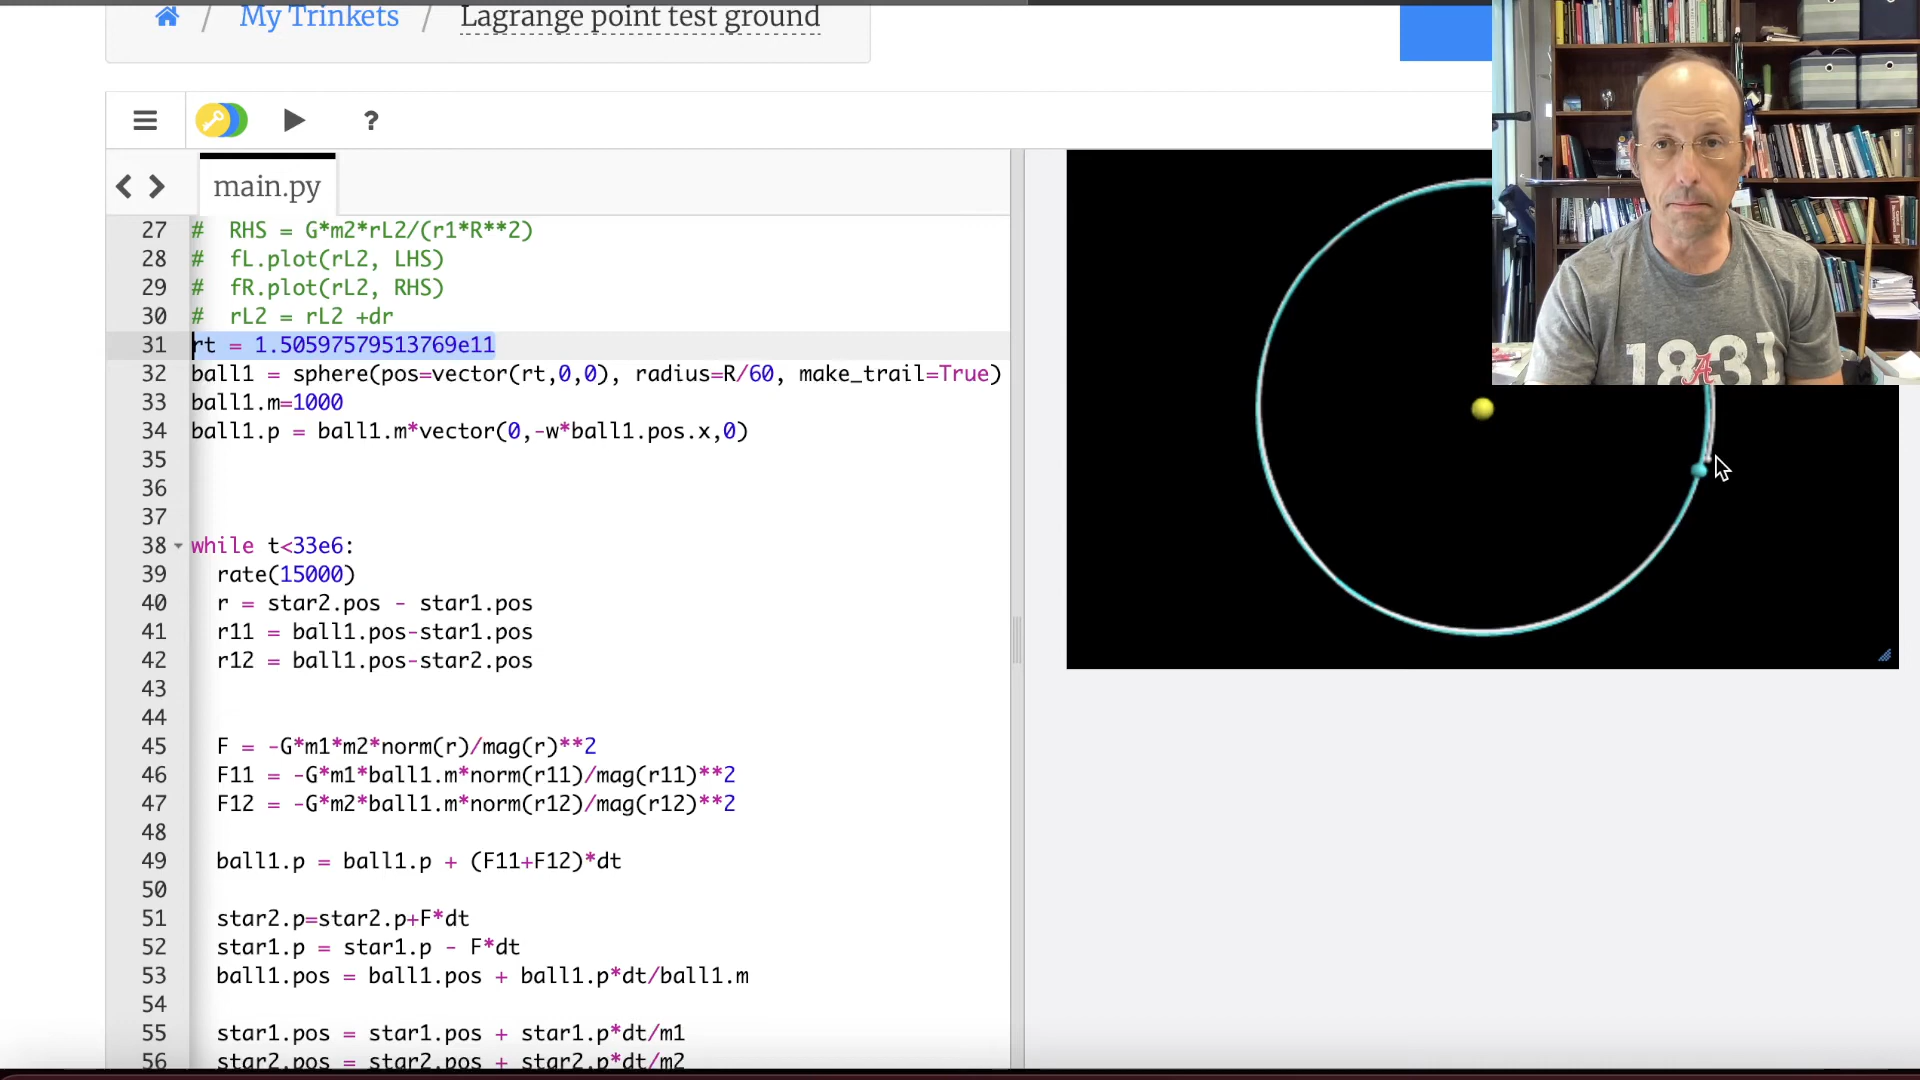 / My Trinkets / Lagrange point test ground
?
main.py
27 #  RHS = G*m2*rL2/(r1*R**2)
28 #  fL.plot(rL2, LHS)
29 #  fR.plot(rL2, RHS)
30 #  rL2 = rL2 +dr
31 rt = 1.50597579513769e11
32 ball1 = sphere(pos=vector(rt,0,0), radius=R/60, make_trail=True)
33 ball1.m=1000
34 ball1.p = ball1.m*vector(0,-w*ball1.pos.x,0)
35
36
37
38 while t<33e6:
39   rate(15000)
40   r = star2.pos - star1.pos
41   r11 = ball1.pos-star1.pos
42   r12 = ball1.pos-star2.pos
43
44
45   F = -G*m1*m2*norm(r)/mag(r)**2
46   F11 = -G*m1*ball1.m*norm(r11)/mag(r11)**2
47   F12 = -G*m2*ball1.m*norm(r12)/mag(r12)**2
48
49   ball1.p = ball1.p + (F11+F12)*dt
50
51   star2.p=star2.p+F*dt
52   star1.p = star1.p - F*dt
53   ball1.pos = ball1.pos + ball1.p*dt/ball1.m
54
55   star1.pos = star1.pos + star1.p*dt/m1
56   star2.pos = star2.pos + star2.p*dt/m2
1831
A